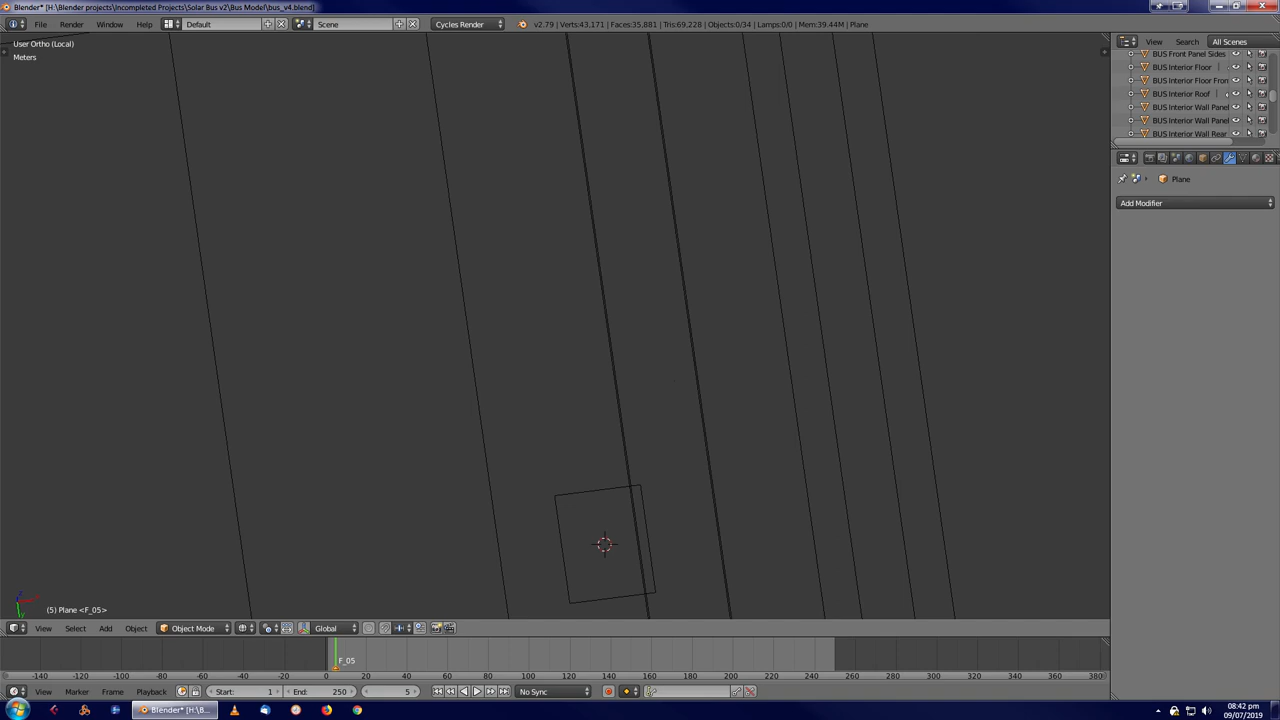 Blender* [H:\Blender projects\Incompleted Projects\Solar Bus v2\Bus Model\bus_v4.blend]
File Render Window Help Default Scene Cycles Render v2.79 | Verts:43,171 | Faces:35,881 | Tris:69,228 | Objects:0/34 | Lamps:0/0 | Mem:39.44M | Plane
User Ortho (Local)
Meters
View Search All Scenes
BUS Front Panel Sides
BUS Interior Floor
BUS Interior Floor Fron
BUS Interior Roof
BUS Interior Wall Panel
BUS Interior Wall Panel
BUS Interior Wall Rear
Plane
Add Modifier
(5) Plane <F_05>
View Select Add Object Object Mode Global
F_05
-140 -120 -100 -80 -60 -40 -20 0 20 40 60 80 100 120 140 160 180 200 220 240 260 280 300 320 340 360 380
View Marker Frame Playback Start: 1 End: 250 5 No Sync
Blender* [H:\B...
08:42 pm
09/07/2019